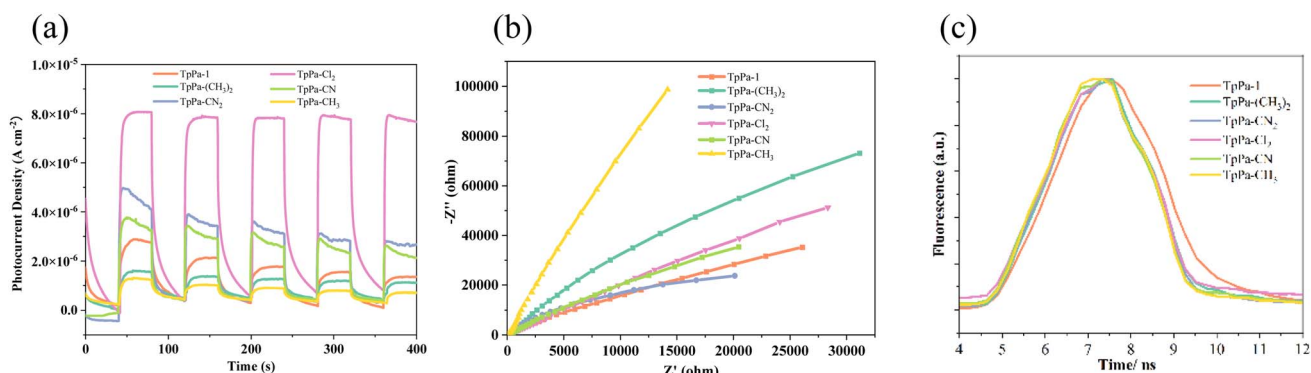 (a)
1.0×10⁻⁵
8.0×10⁻⁶
6.0×10⁻⁶
4.0×10⁻⁶
2.0×10⁻⁶
0.0
Photocurrent Density (A cm⁻²)
TpPa-1
TpPa-(CH₃)₂
TpPa-CN₂
TpPa-Cl₂
TpPa-CN
TpPa-CH₃
0 100 200 300 400
Time (s)
(b)
100000
80000
60000
40000
20000
0
-Z'' (ohm)
TpPa-1
TpPa-(CH₃)₂
TpPa-CN₂
TpPa-Cl₂
TpPa-CN
TpPa-CH₃
0 5000 10000 15000 20000 25000 30000
Z' (ohm)
(c)
Fluorescence (a.u.)
TpPa-1
TpPa-(CH₃)₂
TpPa-CN₂
TpPa-Cl₂
TpPa-CN
TpPa-CH₃
4 5 6 7 8 9 10 11 12
Time/ ns